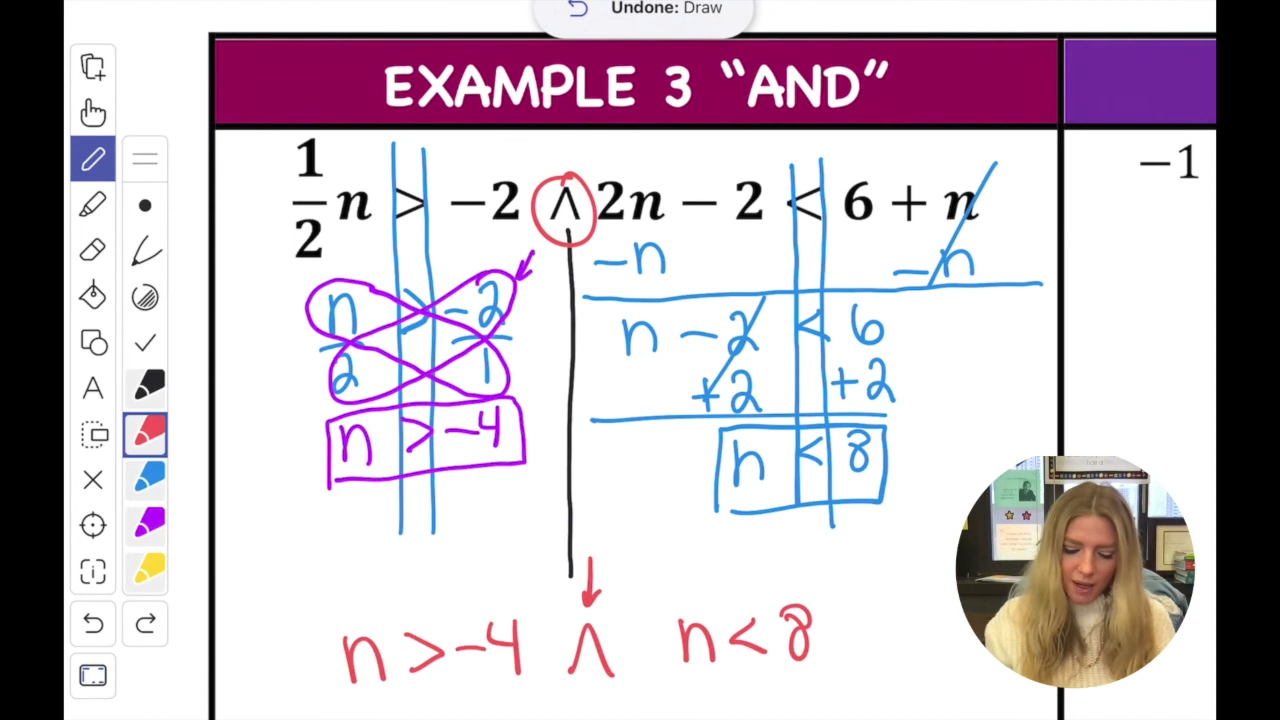 Undone: Draw
EXAMPLE 3 "AND"
1/2 n > -2 ∧ 2n - 2 < 6 + n
-1
-n -n
n/2 > -2/1
n - 2 < 6
+2 +2
n > -4
n < 8
n > -4 ∧ n < 8
A